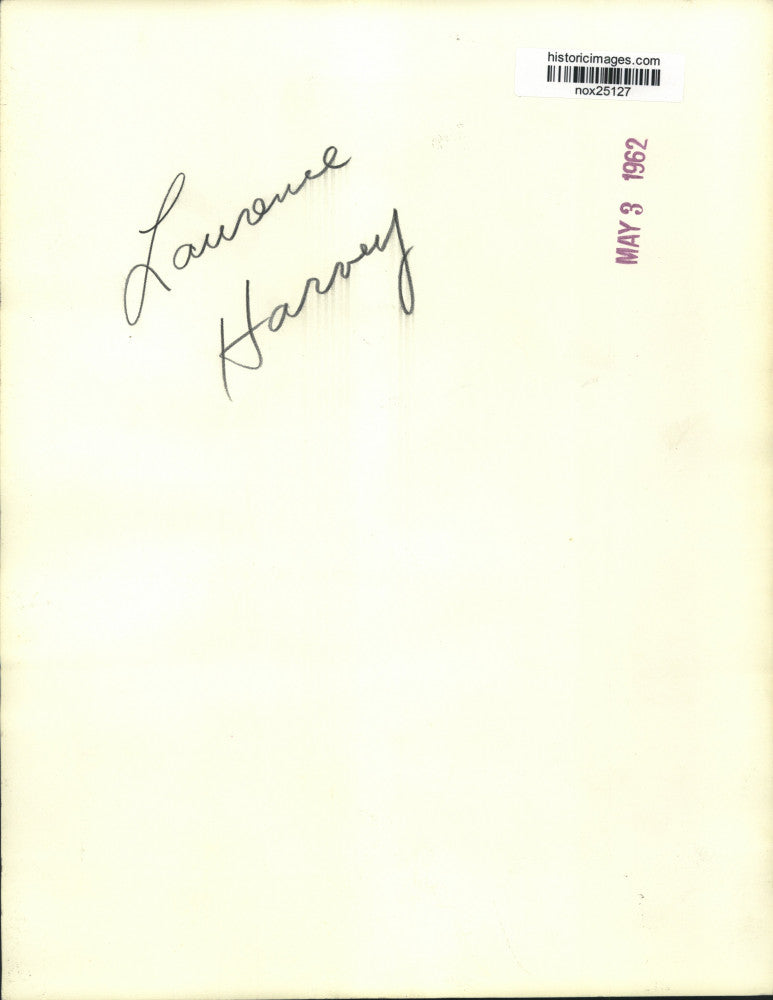 historicimages.com
nox25127
MAY 3 1962
Laurence
Harvey